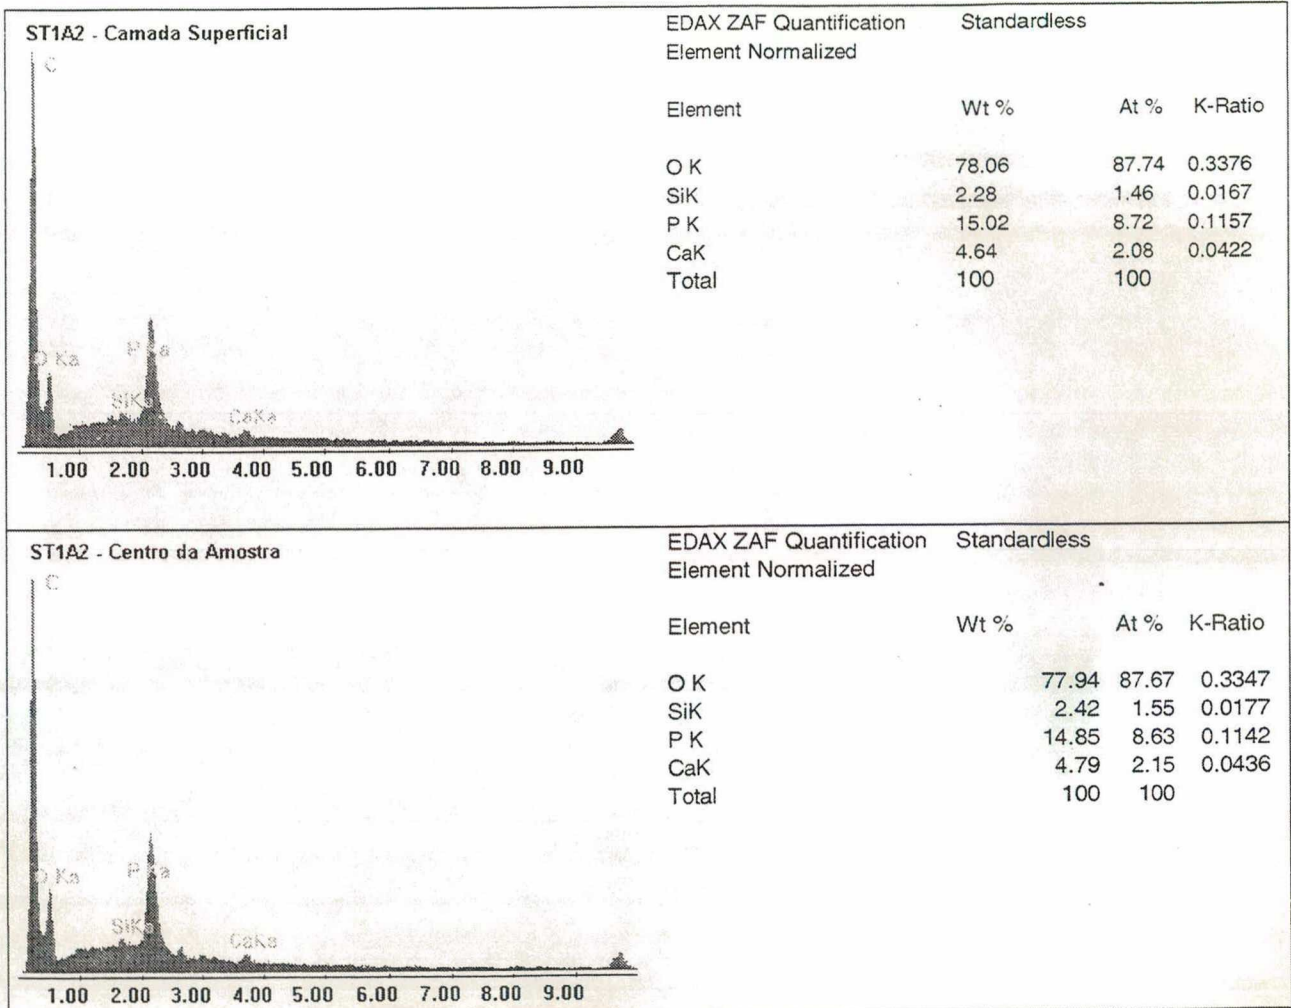 ST1A2 - Camada Superficial
C
O Ka
P Ka
SiKa
CaKa
1.00 2.00 3.00 4.00 5.00 6.00 7.00 8.00 9.00
EDAX ZAF Quantification Standardless
Element Normalized
Element Wt % At % K-Ratio
O K 78.06 87.74 0.3376
SiK 2.28 1.46 0.0167
P K 15.02 8.72 0.1157
CaK 4.64 2.08 0.0422
Total 100 100
ST1A2 - Centro da Amostra
C
O Ka
P Ka
SiKa
CaKa
1.00 2.00 3.00 4.00 5.00 6.00 7.00 8.00 9.00
EDAX ZAF Quantification Standardless
Element Normalized
Element Wt % At % K-Ratio
O K 77.94 87.67 0.3347
SiK 2.42 1.55 0.0177
P K 14.85 8.63 0.1142
CaK 4.79 2.15 0.0436
Total 100 100